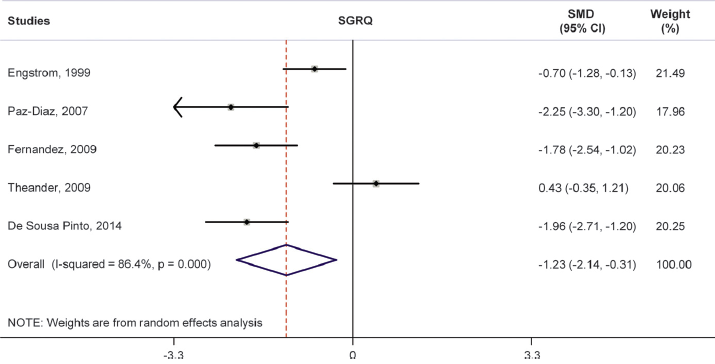 Studies SGRQ SMD Weight
(95% CI) (%)
Engstrom, 1999 -0.70 (-1.28, -0.13) 21.49
Paz-Diaz, 2007 -2.25 (-3.30, -1.20) 17.96
Fernandez, 2009 -1.78 (-2.54, -1.02) 20.23
Theander, 2009 0.43 (-0.35, 1.21) 20.06
De Sousa Pinto, 2014 -1.96 (-2.71, -1.20) 20.25
Overall (I-squared = 86.4%, p = 0.000) -1.23 (-2.14, -0.31) 100.00
NOTE: Weights are from random effects analysis
-3.3 0 3.3